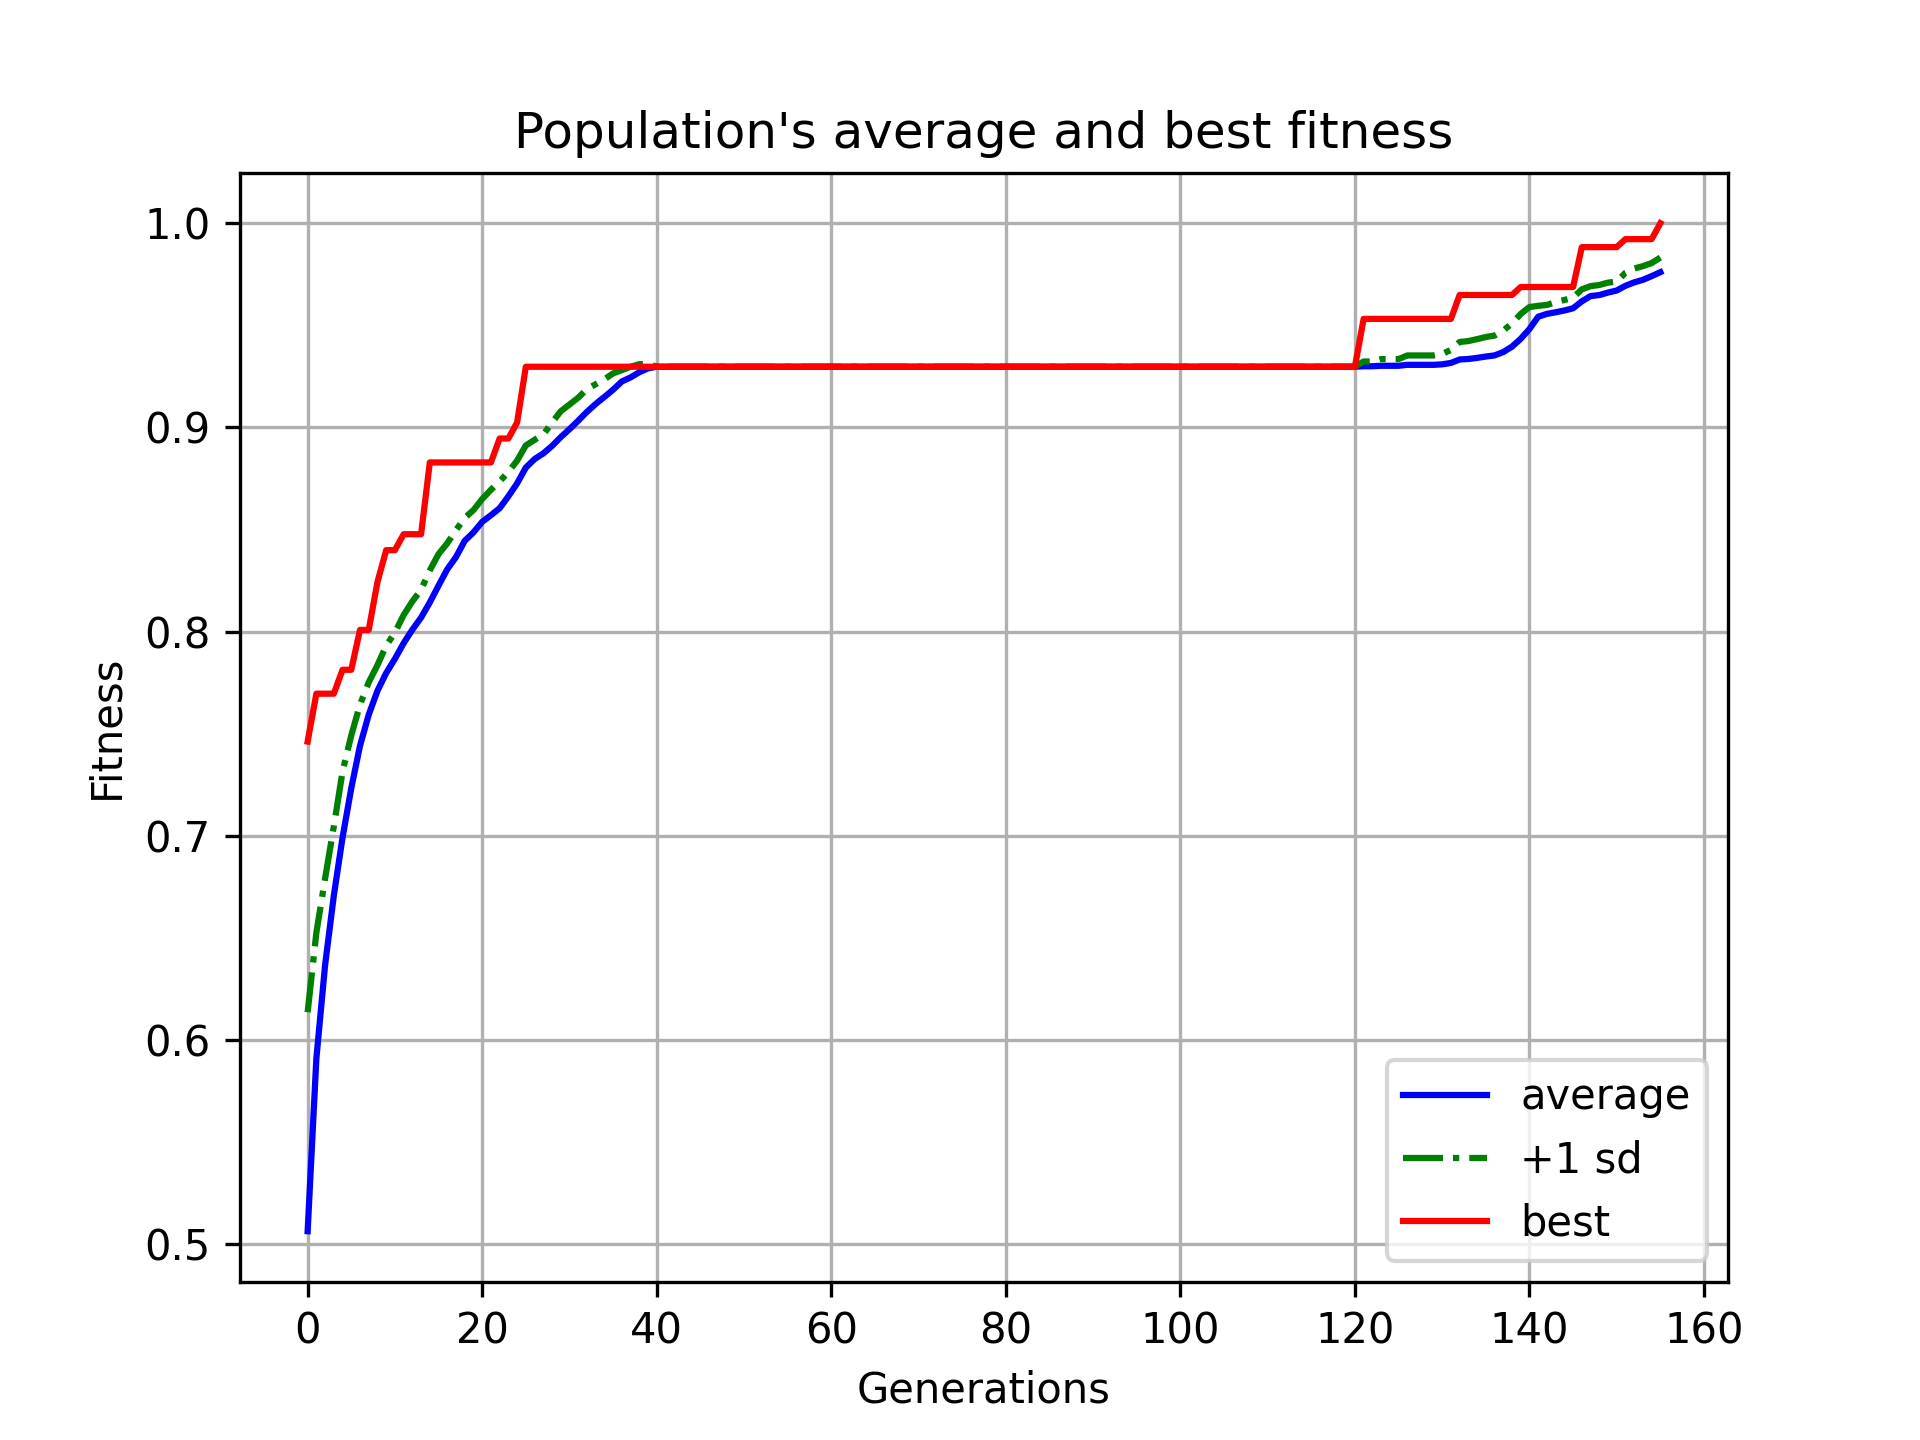 Population's average and best fitness
1.0
0.9
0.8
0.7
0.6
0.5
Fitness
average
+1 sd
best
0 20 40 60 80 100 120 140 160
Generations